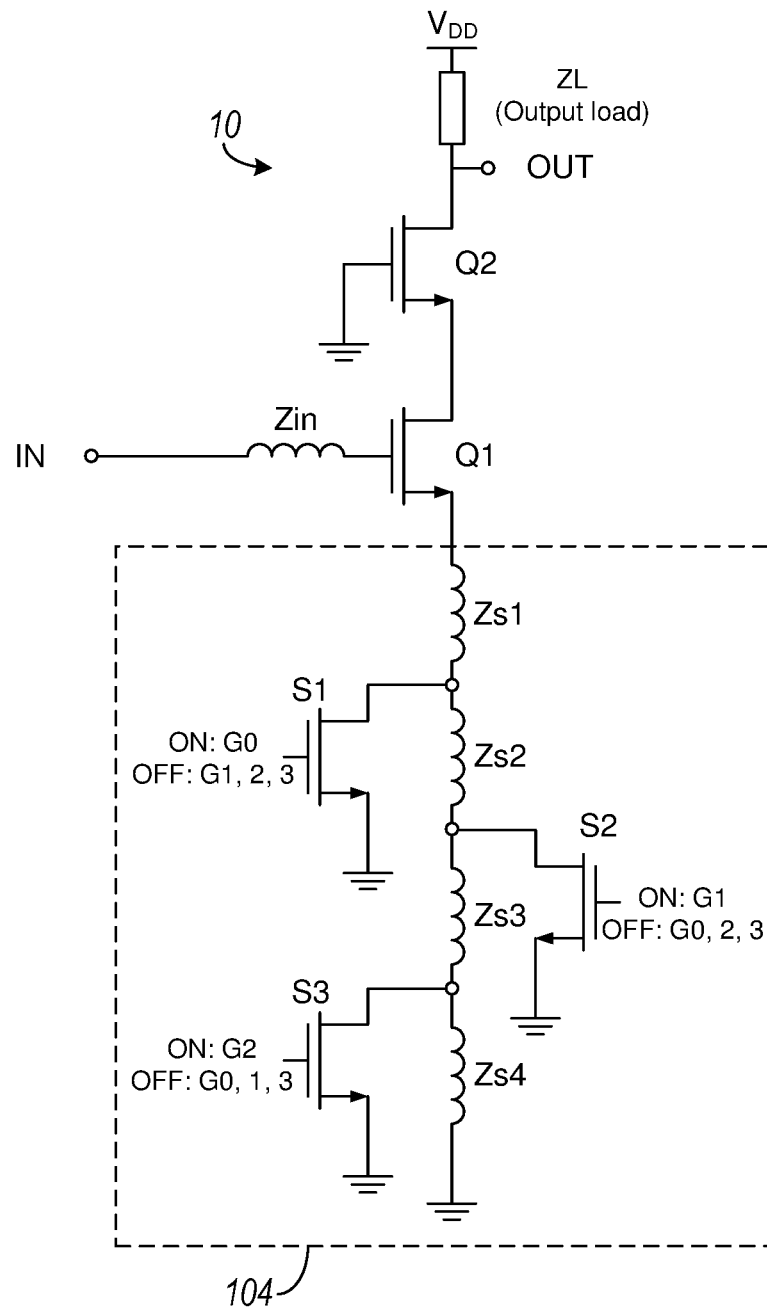 VDD
ZL
(Output load)
10
OUT
Q2
Zin
IN
Q1
Zs1
S1
ON: G0
OFF: G1, 2, 3
Zs2
S2
ON: G1
OFF: G0, 2, 3
Zs3
S3
ON: G2
OFF: G0, 1, 3
Zs4
104